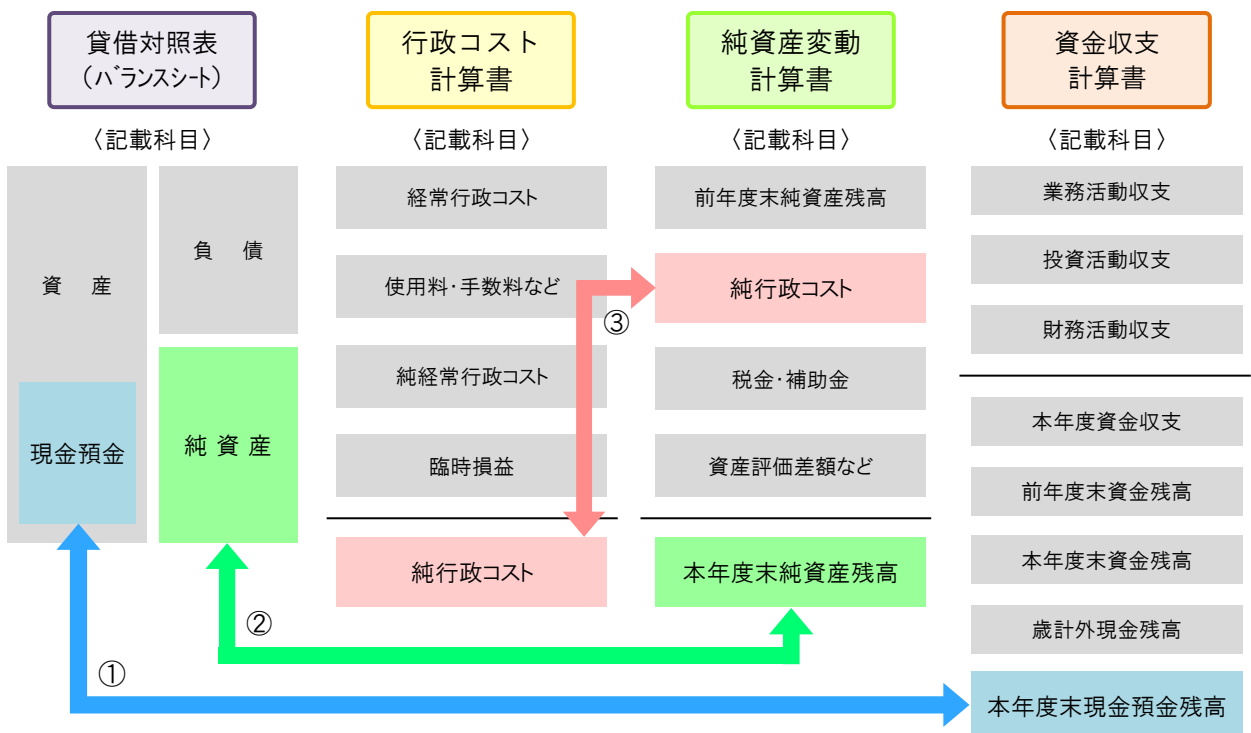 貸借対照表
（バランスシート）
〈記載科目〉
資　産
現金預金
負　債
純資産
行政コスト
計算書
〈記載科目〉
経常行政コスト
使用料・手数料など
純経常行政コスト
臨時損益
純行政コスト
純資産変動
計算書
〈記載科目〉
前年度末純資産残高
純行政コスト
税金・補助金
資産評価差額など
本年度末純資産残高
資金収支
計算書
〈記載科目〉
業務活動収支
投資活動収支
財務活動収支
本年度資金収支
前年度末資金残高
本年度末資金残高
歳計外現金残高
本年度末現金預金残高
①
②
③